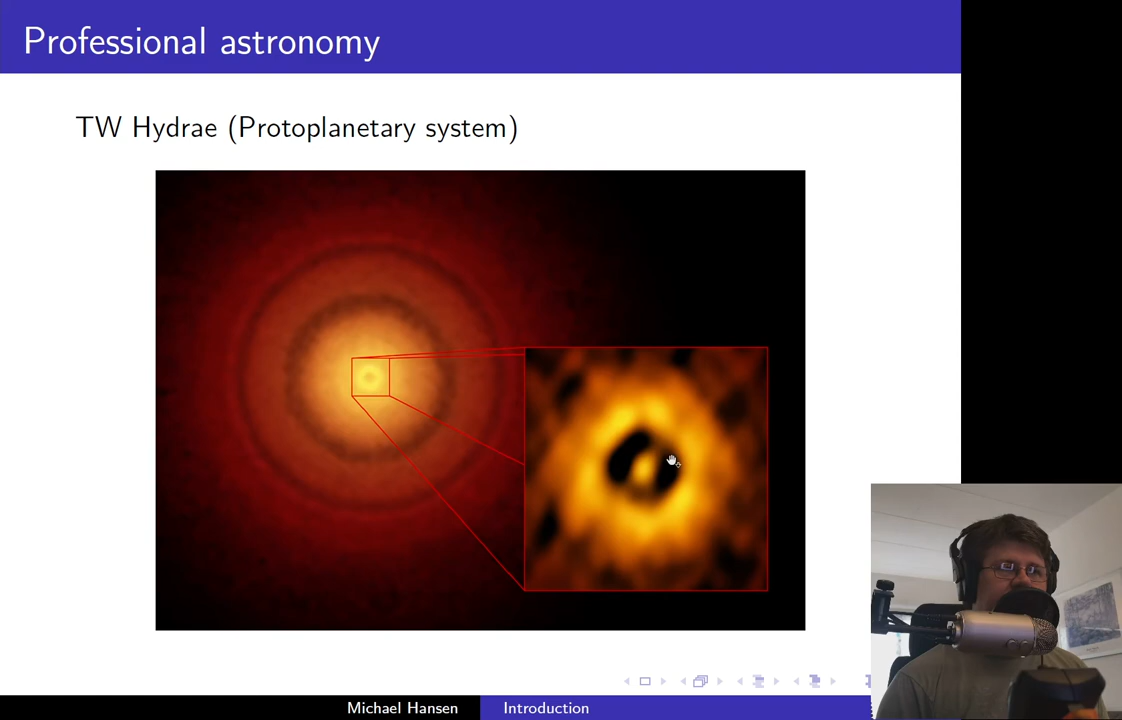 Professional astronomy
TW Hydrae (Protoplanetary system)
Michael Hansen
Introduction